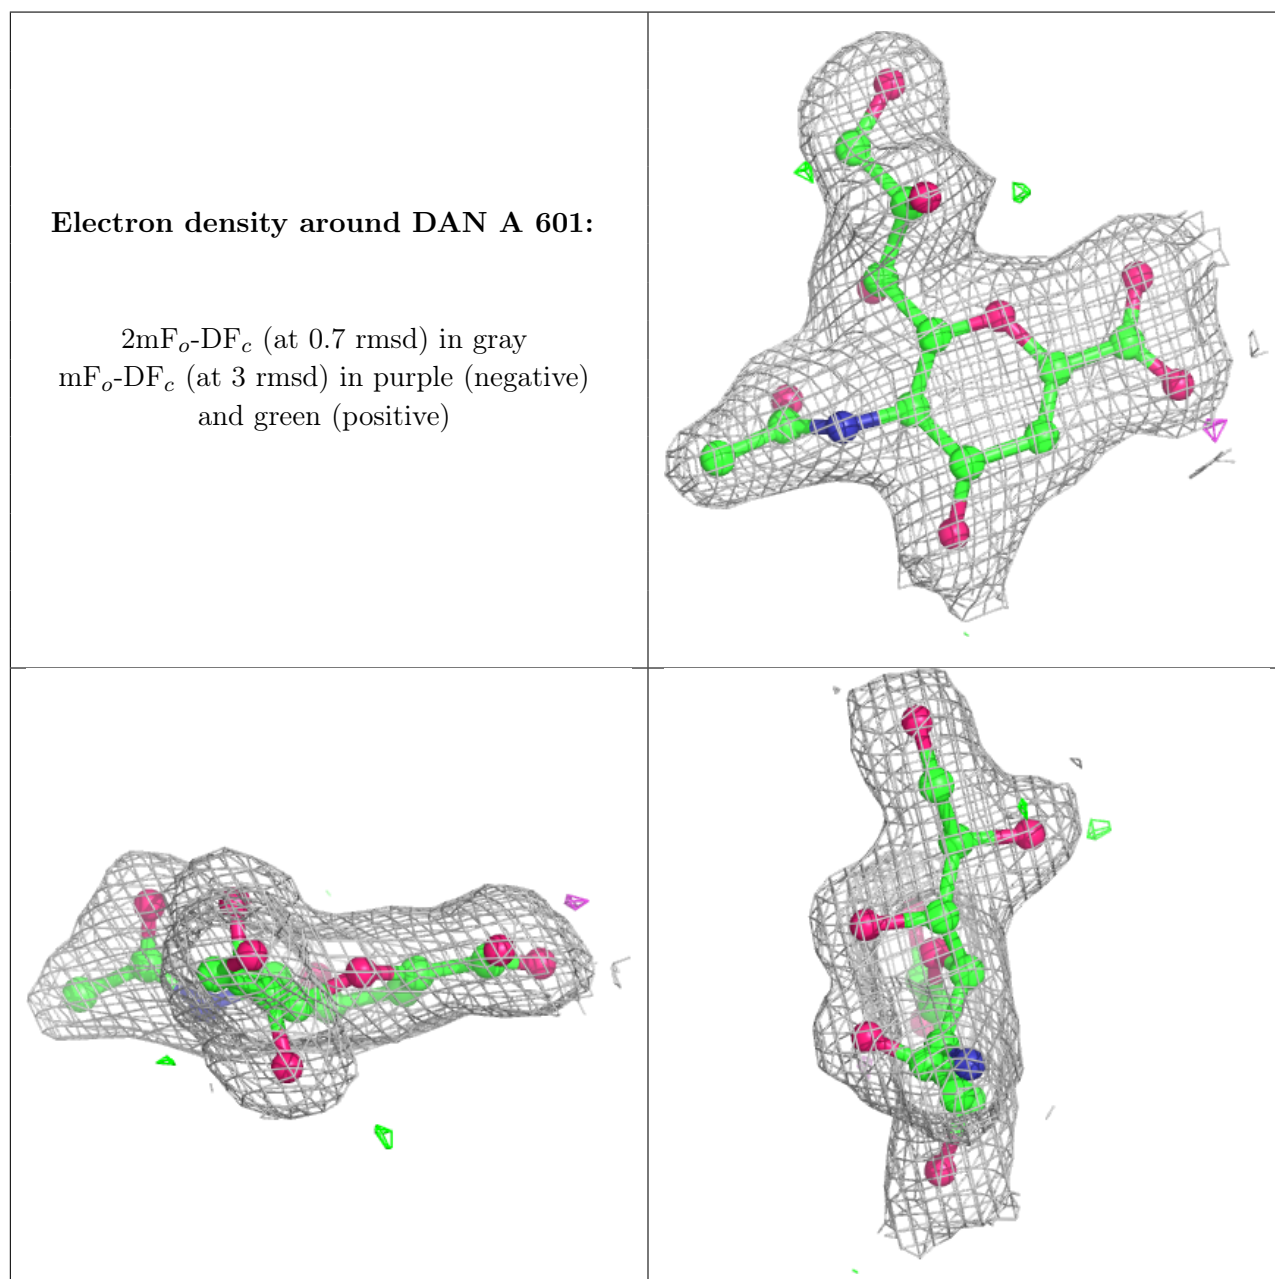 Electron density around DAN A 601:
2mFo-DFc (at 0.7 rmsd) in gray
mFo-DFc (at 3 rmsd) in purple (negative)
and green (positive)